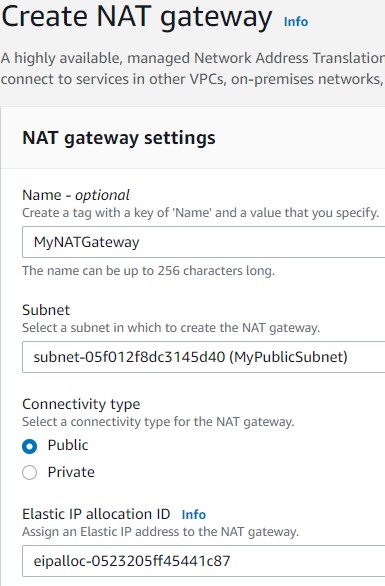 Create NAT gateway Info
A highly available, managed Network Address Translation
connect to services in other VPCs, on-premises networks,
NAT gateway settings
Name - optional
Create a tag with a key of 'Name' and a value that you specify.
MyNATGateway
The name can be up to 256 characters long.
Subnet
Select a subnet in which to create the NAT gateway.
subnet-05f012f8dc3145d40 (MyPublicSubnet)
Connectivity type
Select a connectivity type for the NAT gateway.
Public
Private
Elastic IP allocation ID Info
Assign an Elastic IP address to the NAT gateway.
eipalloc-0523205ff45441c87